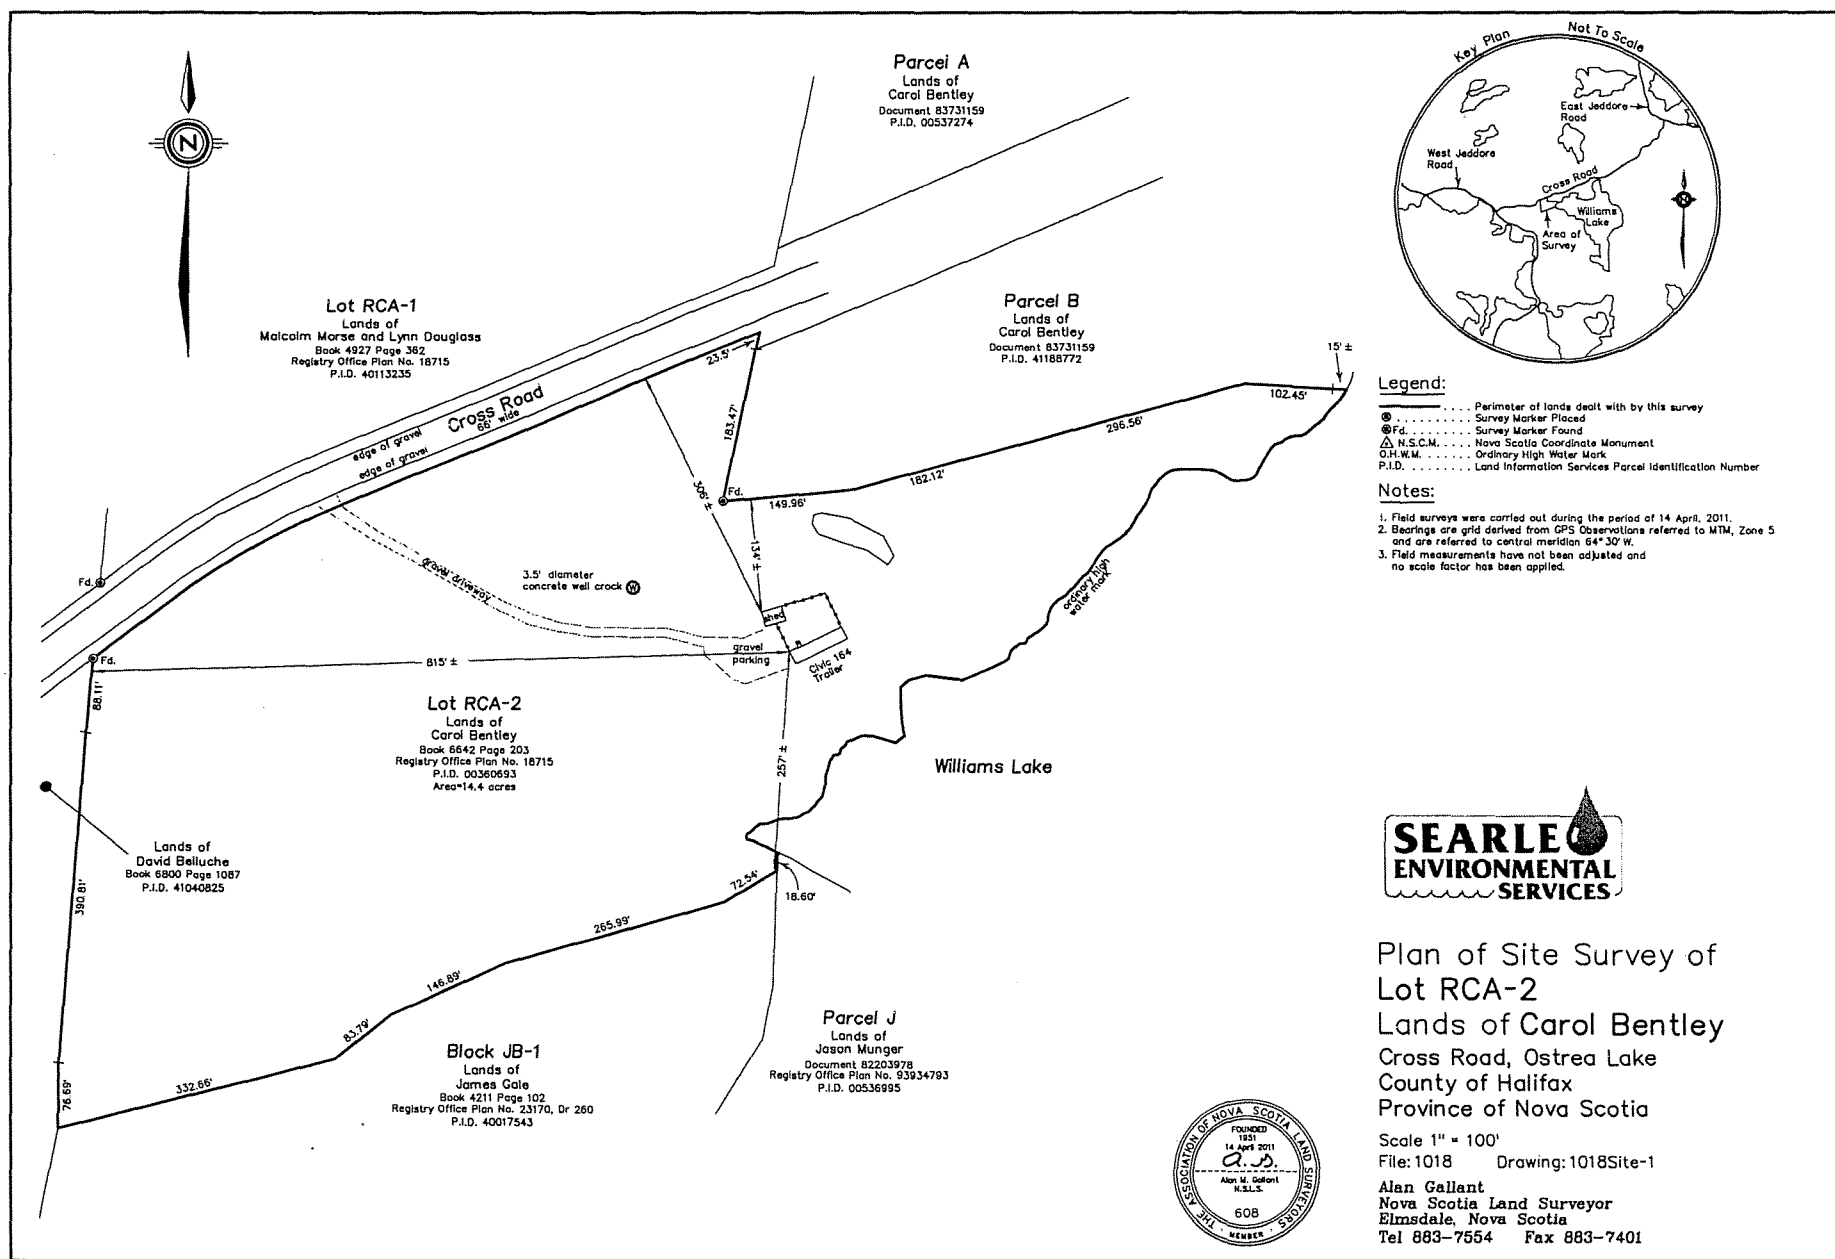 Parcel A
Lands of
Carol Bentley
Document 83731159
P.I.D. 00537274
N
Key Plan
Not To Scale
East Jeddore
Road
West Jeddore
Road
Cross Road
Williams
Lake
Area of
Survey
Lot RCA-1
Lands of
Malcolm Morse and Lynn Douglass
Book 4927 Page 362
Registry Office Plan No. 18715
P.I.D. 40113235
Parcel B
Lands of
Carol Bentley
Document 83731159
P.I.D. 41188772
15' ±
23.5'
102.45'
296.56'
182.12'
149.96'
183.47'
Cross Road
66' wide
edge of gravel
edge of gravel
306' ±
134' ±
Fd.
Legend:
Perimeter of lands dealt with by this survey
Survey Marker Placed
Fd. Survey Marker Found
N.S.C.M. Nova Scotia Coordinate Monument
O.H.W.M. Ordinary High Water Mark
P.I.D. Land Information Services Parcel Identification Number
Notes:
1. Field surveys were carried out during the period of 14 April, 2011.
2. Bearings are grid derived from GPS Observations referred to MTM, Zone 5
and are referred to central meridian 64° 30' W.
3. Field measurements have not been adjusted and
no scale factor has been applied.
Fd.
gravel driveway
3.5' diameter
concrete well crock
W
ordinary high
water mark
shed
Fd.
815' ±
gravel
parking
Civic 164
Trailer
88.11'
Lot RCA-2
Lands of
Carol Bentley
Book 6642 Page 203
Registry Office Plan No. 18715
P.I.D. 00360693
Area=14.4 acres
257' ±
Williams Lake
Lands of
David Belluche
Book 6800 Page 1087
P.I.D. 41040825
390.81'
72.54'
18.60'
265.99'
146.89'
83.79'
332.66'
76.69'
Block JB-1
Lands of
James Gale
Book 4211 Page 102
Registry Office Plan No. 23170, Dr 260
P.I.D. 40017543
Parcel J
Lands of
Jason Munger
Document 82203978
Registry Office Plan No. 93934793
P.I.D. 00536995
SEARLE
ENVIRONMENTAL
SERVICES
Plan of Site Survey of
Lot RCA-2
Lands of Carol Bentley
Cross Road, Ostrea Lake
County of Halifax
Province of Nova Scotia
Scale 1" = 100'
File: 1018 Drawing: 1018Site-1
Alan Gallant
Nova Scotia Land Surveyor
Elmsdale, Nova Scotia
Tel 883-7554 Fax 883-7401
THE ASSOCIATION OF NOVA SCOTIA LAND SURVEYORS
FOUNDED
1951
14 April 2011
Alan M. Gallant
N.S.L.S.
608
MEMBER